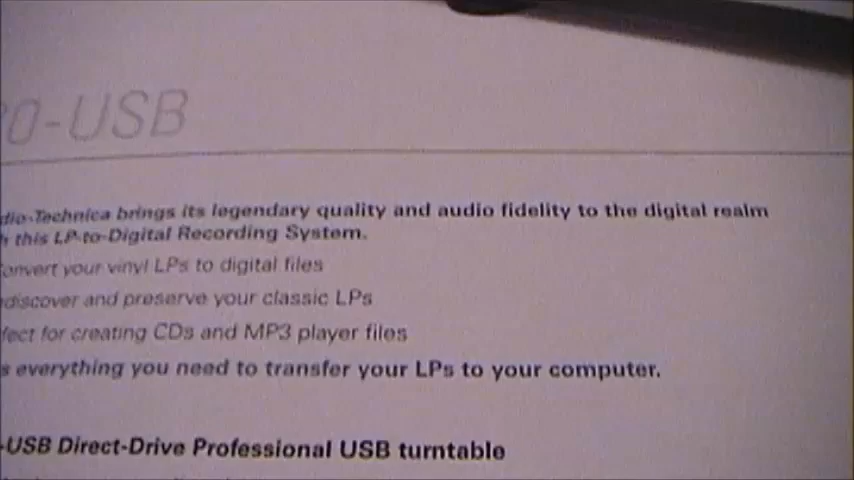 0-USB
dio-Technica brings its legendary quality and audio fidelity to the digital realm
h this LP-to-Digital Recording System.
onvert your vinyl LPs to digital files
discover and preserve your classic LPs
fect for creating CDs and MP3 player files
s everything you need to transfer your LPs to your computer.
-USB Direct-Drive Professional USB turntable